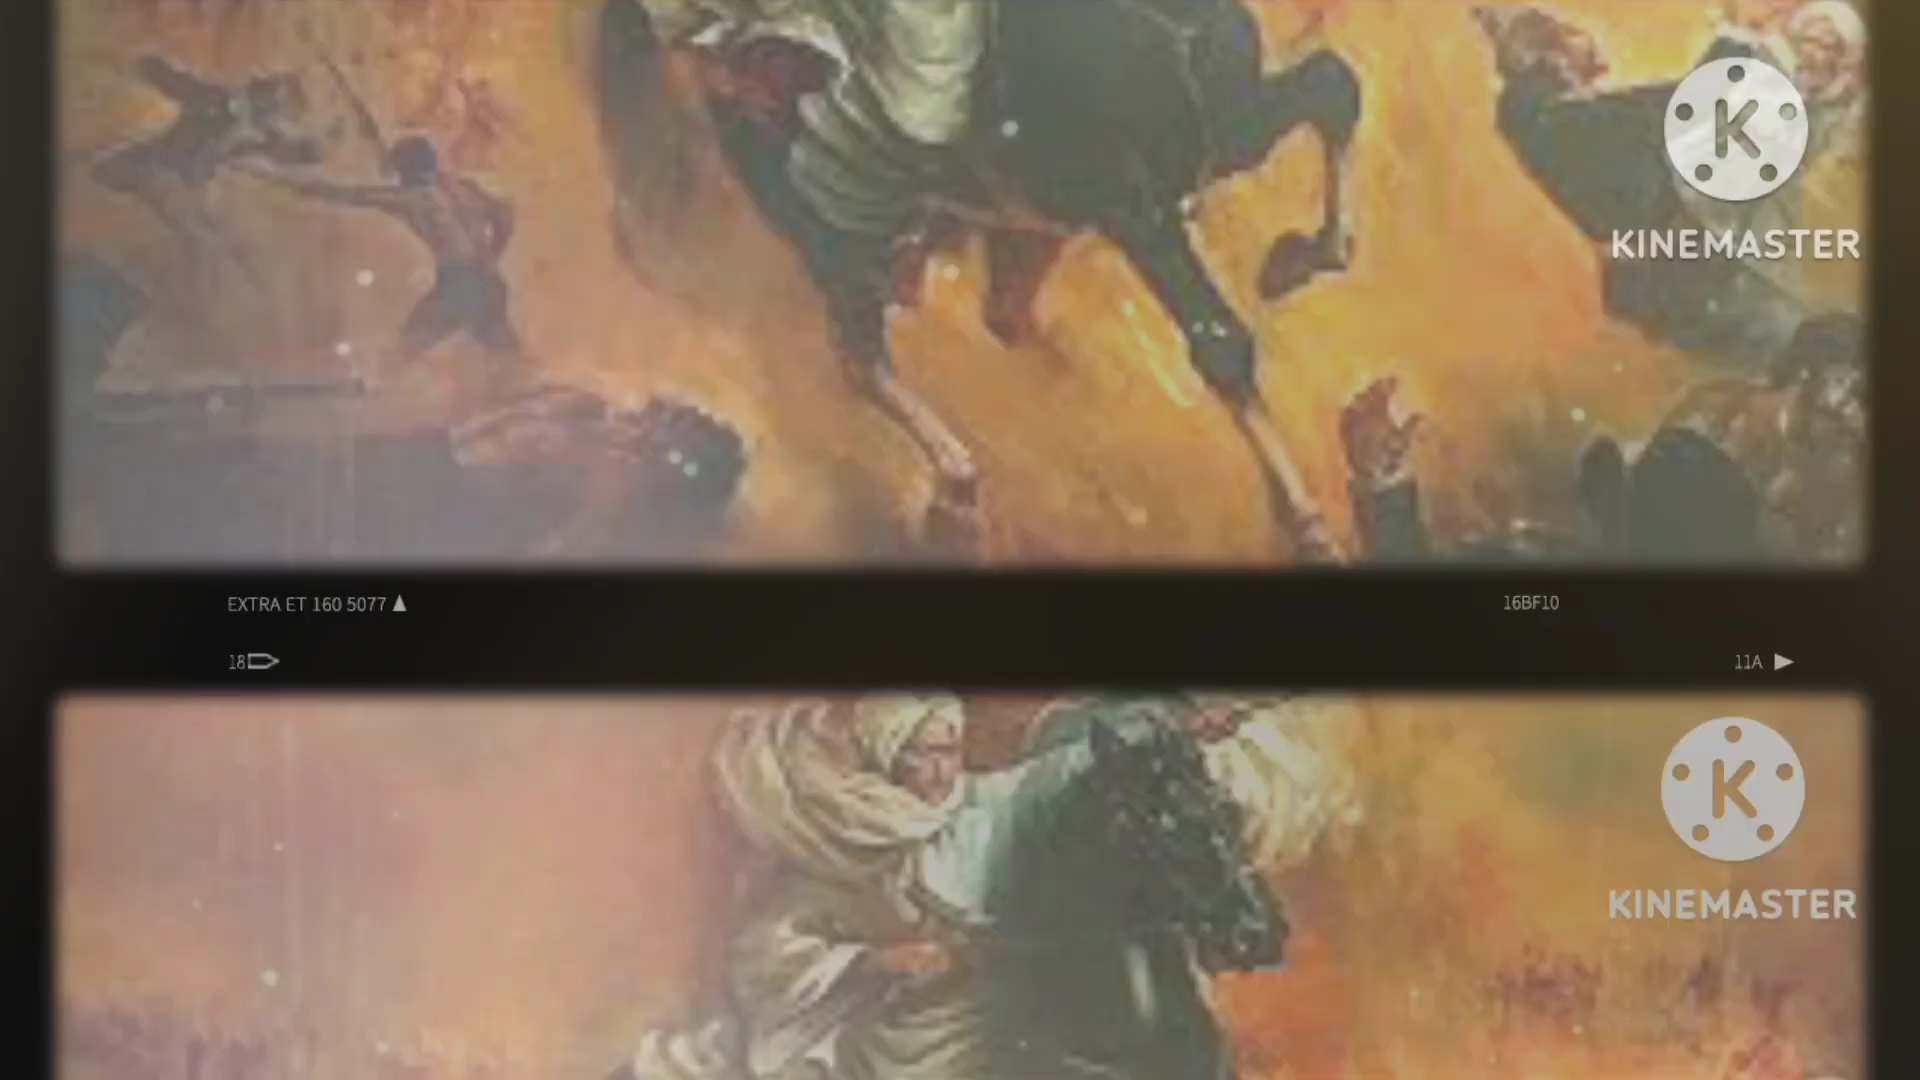 K
KINEMASTER
EXTRA ET 160 5077
16BF10
18
11A
K
KINEMASTER